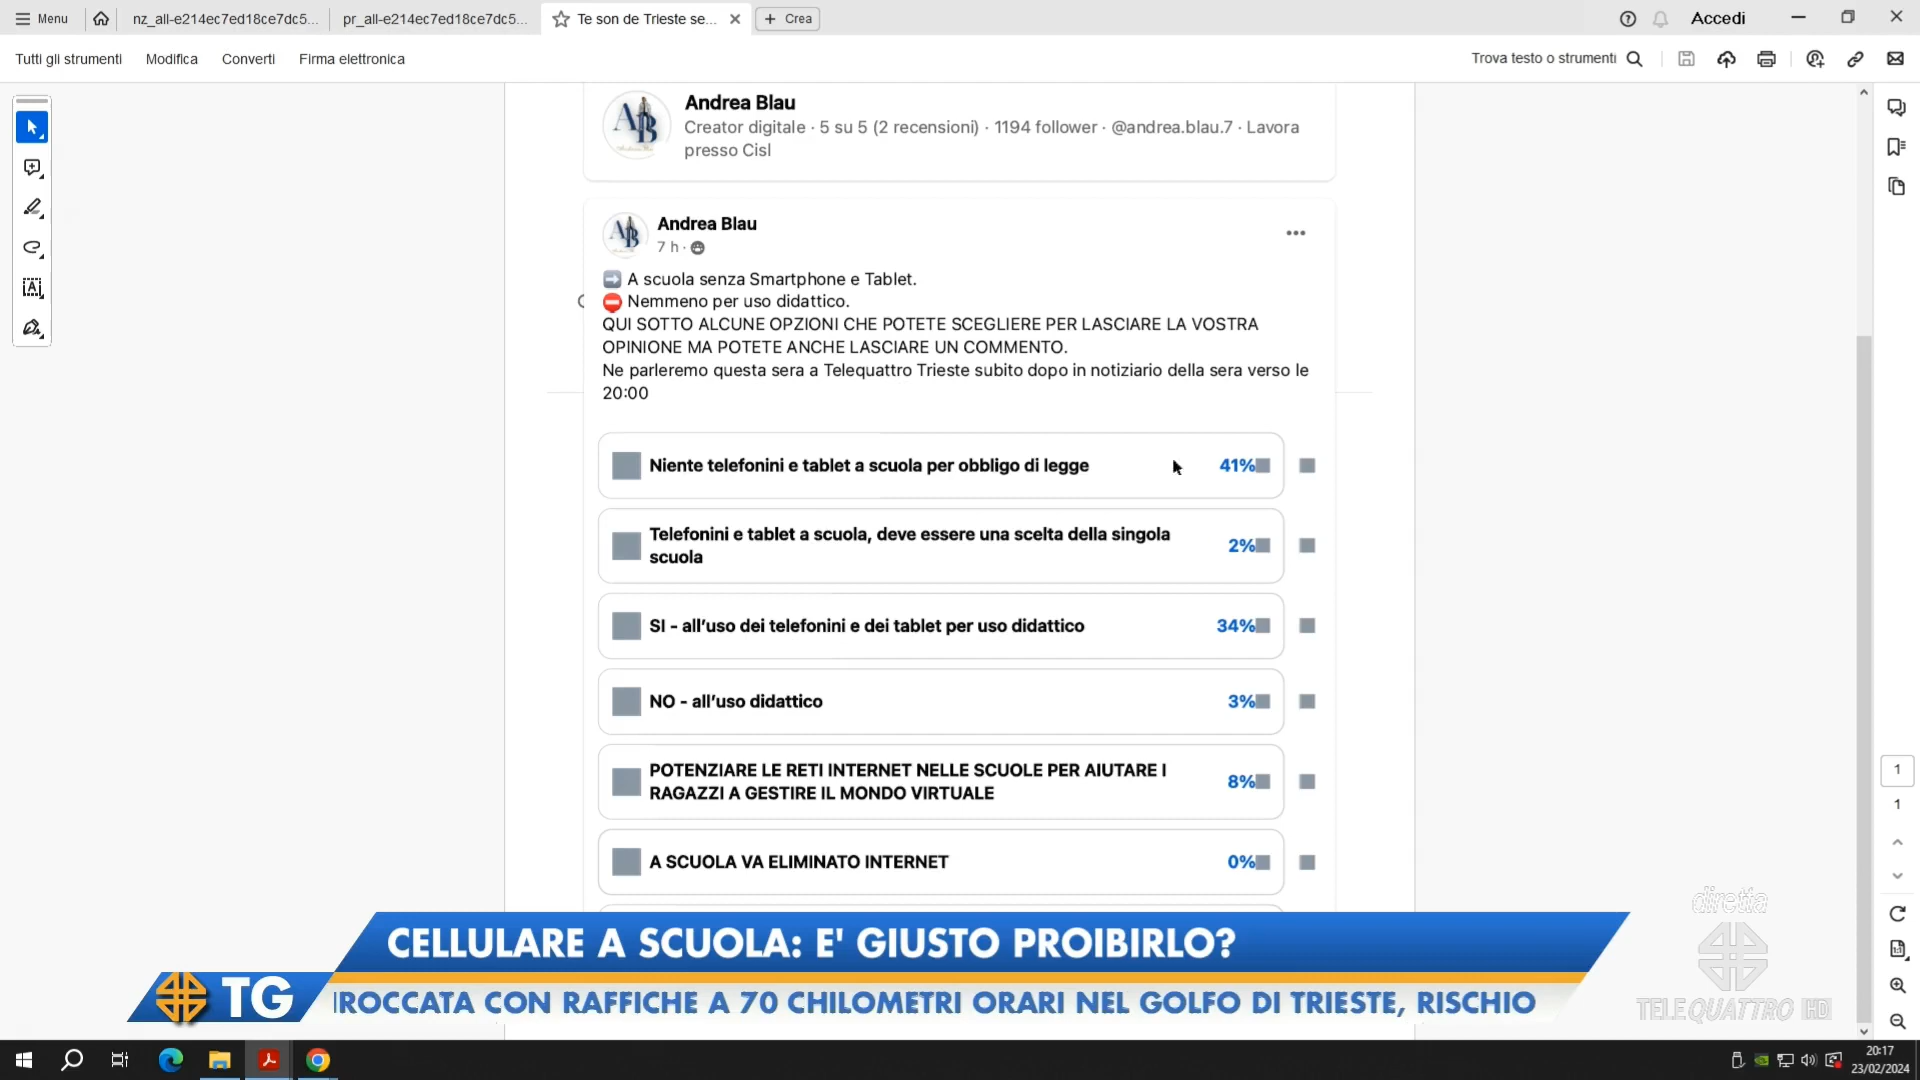 Menu
nz_all-e214ec7ed18ce7dc5...
pr_all-e214ec7ed18ce7dc5...
Te son de Trieste se...
Crea
Accedi
Tutti gli strumenti
Modifica
Converti
Firma elettronica
Trova testo o strumenti
Andrea Blau
Creator digitale · 5 su 5 (2 recensioni) · 1194 follower · @andrea.blau.7 · Lavora
presso Cisl
Andrea Blau
7 h ·
A scuola senza Smartphone e Tablet.
Nemmeno per uso didattico.
QUI SOTTO ALCUNE OPZIONI CHE POTETE SCEGLIERE PER LASCIARE LA VOSTRA
OPINIONE MA POTETE ANCHE LASCIARE UN COMMENTO.
Ne parleremo questa sera a Telequattro Trieste subito dopo in notiziario della sera verso le
20:00
Niente telefonini e tablet a scuola per obbligo di legge
41%
Telefonini e tablet a scuola, deve essere una scelta della singola
scuola
2%
SI - all'uso dei telefonini e dei tablet per uso didattico
34%
NO - all'uso didattico
3%
POTENZIARE LE RETI INTERNET NELLE SCUOLE PER AIUTARE I
RAGAZZI A GESTIRE IL MONDO VIRTUALE
8%
A SCUOLA VA ELIMINATO INTERNET
0%
1
1
CELLULARE A SCUOLA: E' GIUSTO PROIBIRLO?
TG
IROCCATA CON RAFFICHE A 70 CHILOMETRI ORARI NEL GOLFO DI TRIESTE, RISCHIO
diretta
TELEQUATTRO HD
20:17
23/02/2024